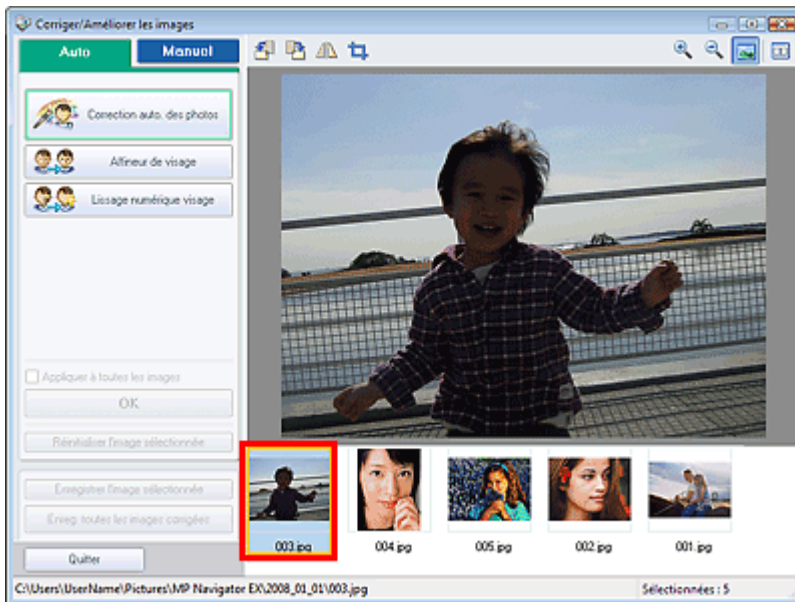 Corriger/Améliorer les images
Auto
Manuel
Correction auto. des photos
Affineur de visage
Lissage numérique visage
Appliquer à toutes les images
OK
Réinitialiser l'image sélectionnée
Enregistrer l'image sélectionnée
Enreg. toutes les images corrigées
Quitter
003.jpg
004.jpg
005.jpg
002.jpg
001.jpg
C:\Users\UserName\Pictures\MP Navigator EX\2008_01_01\003.jpg
Sélectionnées : 5